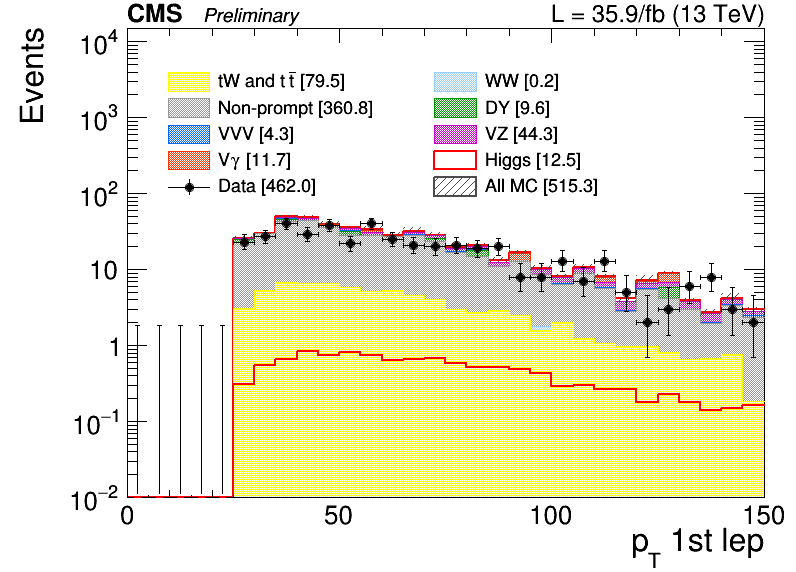 CMS Preliminary L = 35.9/fb (13 TeV)
Events
10⁴
10³
10²
10
1
10⁻¹
10⁻²
tW and t t̄ [79.5] WW [0.2]
Non-prompt [360.8] DY [9.6]
VVV [4.3] VZ [44.3]
Vγ [11.7] Higgs [12.5]
Data [462.0] All MC [515.3]
0 50 100 150
p_T 1st lep